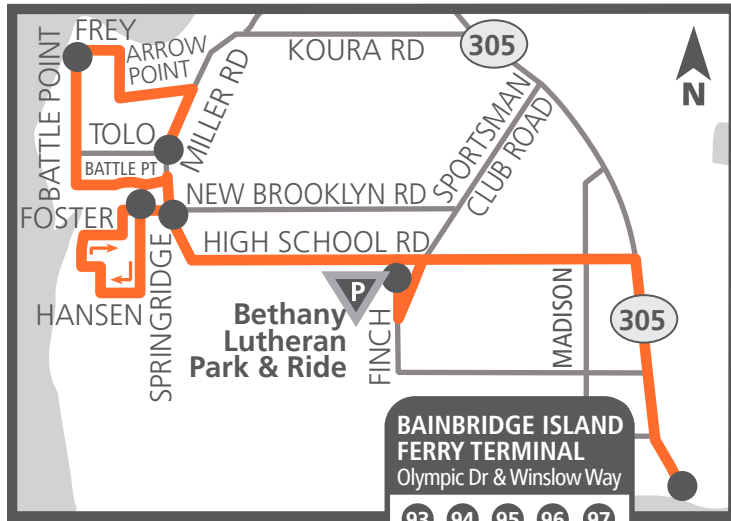 FREY
ARROW
POINT
KOURA RD
305
N
BATTLE POINT
MILLER RD
SPORTSMAN
CLUB ROAD
TOLO
BATTLE PT
NEW BROOKLYN RD
FOSTER
HIGH SCHOOL RD
HANSEN
SPRINGRIDGE
P
Bethany
Lutheran
Park & Ride
FINCH
MADISON
305
BAINBRIDGE ISLAND
FERRY TERMINAL
Olympic Dr & Winslow Way
93 94 95 96 97